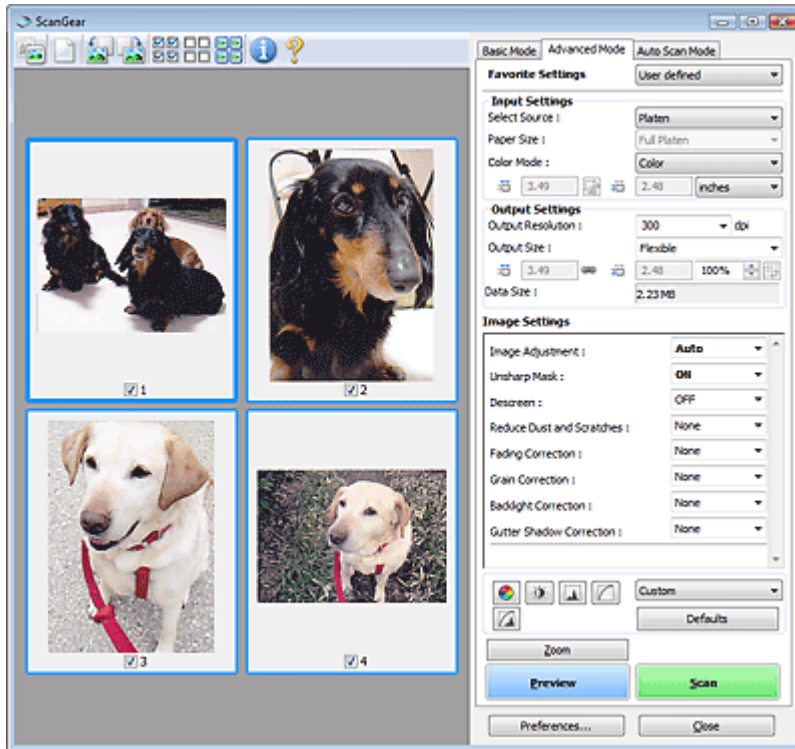 ScanGear
Basic Mode Advanced Mode Auto Scan Mode
Favorite Settings User defined
Input Settings
Select Source : Platen
Paper Size : Full Platen
Color Mode : Color
3.49 2.48 inches
Output Settings
Output Resolution : 300 dpi
Output Size : Flexible
3.49 2.48 100%
Data Size : 2.23 MB
Image Settings
Image Adjustment : Auto
Unsharp Mask : ON
Descreen : OFF
Reduce Dust and Scratches : None
Fading Correction : None
Grain Correction : None
Backlight Correction : None
Gutter Shadow Correction : None
1
2
3
4
Custom
Defaults
Zoom
Preview Scan
Preferences... Close